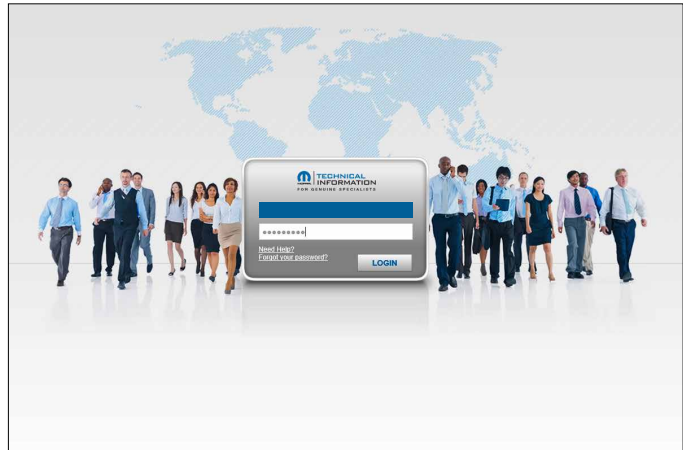 TECHNICAL
INFORMATION
FOR GENUINE SPECIALISTS
Need Help?
Forgot your password?
LOGIN